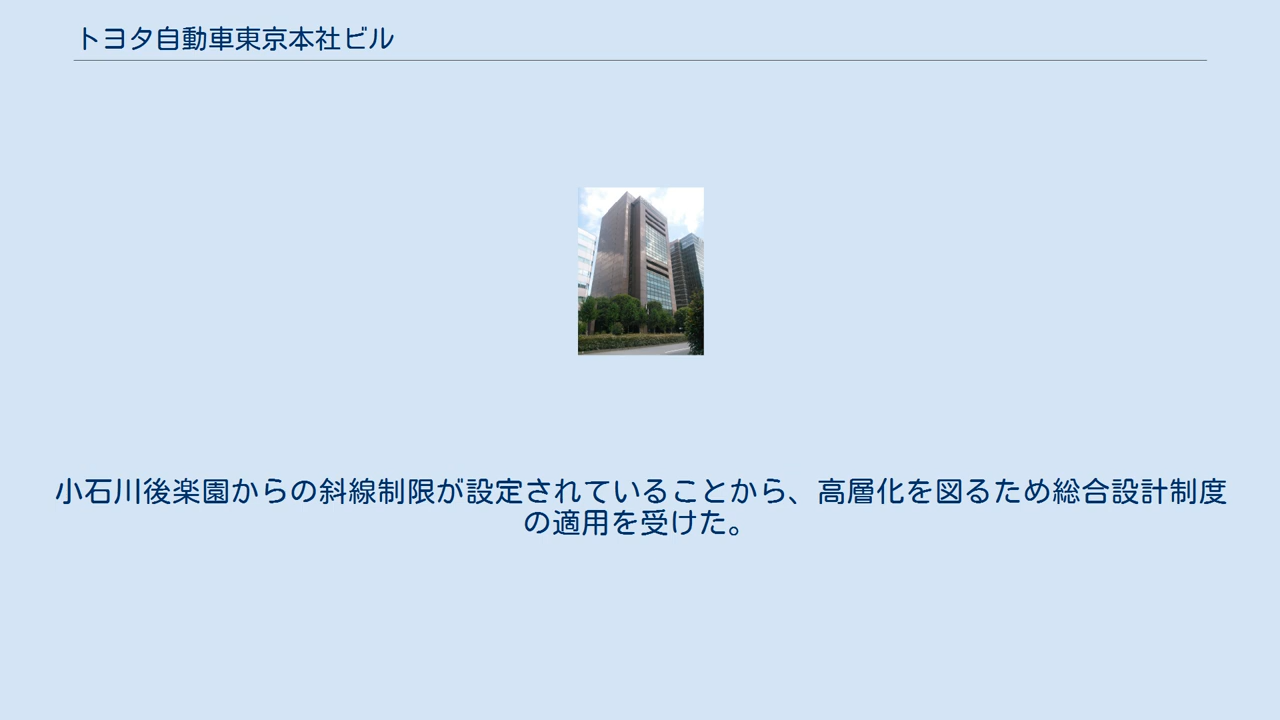 トヨタ自動車東京本社ビル
小石川後楽園からの斜線制限が設定されていることから、高層化を図るため総合設計制度
の適用を受けた。